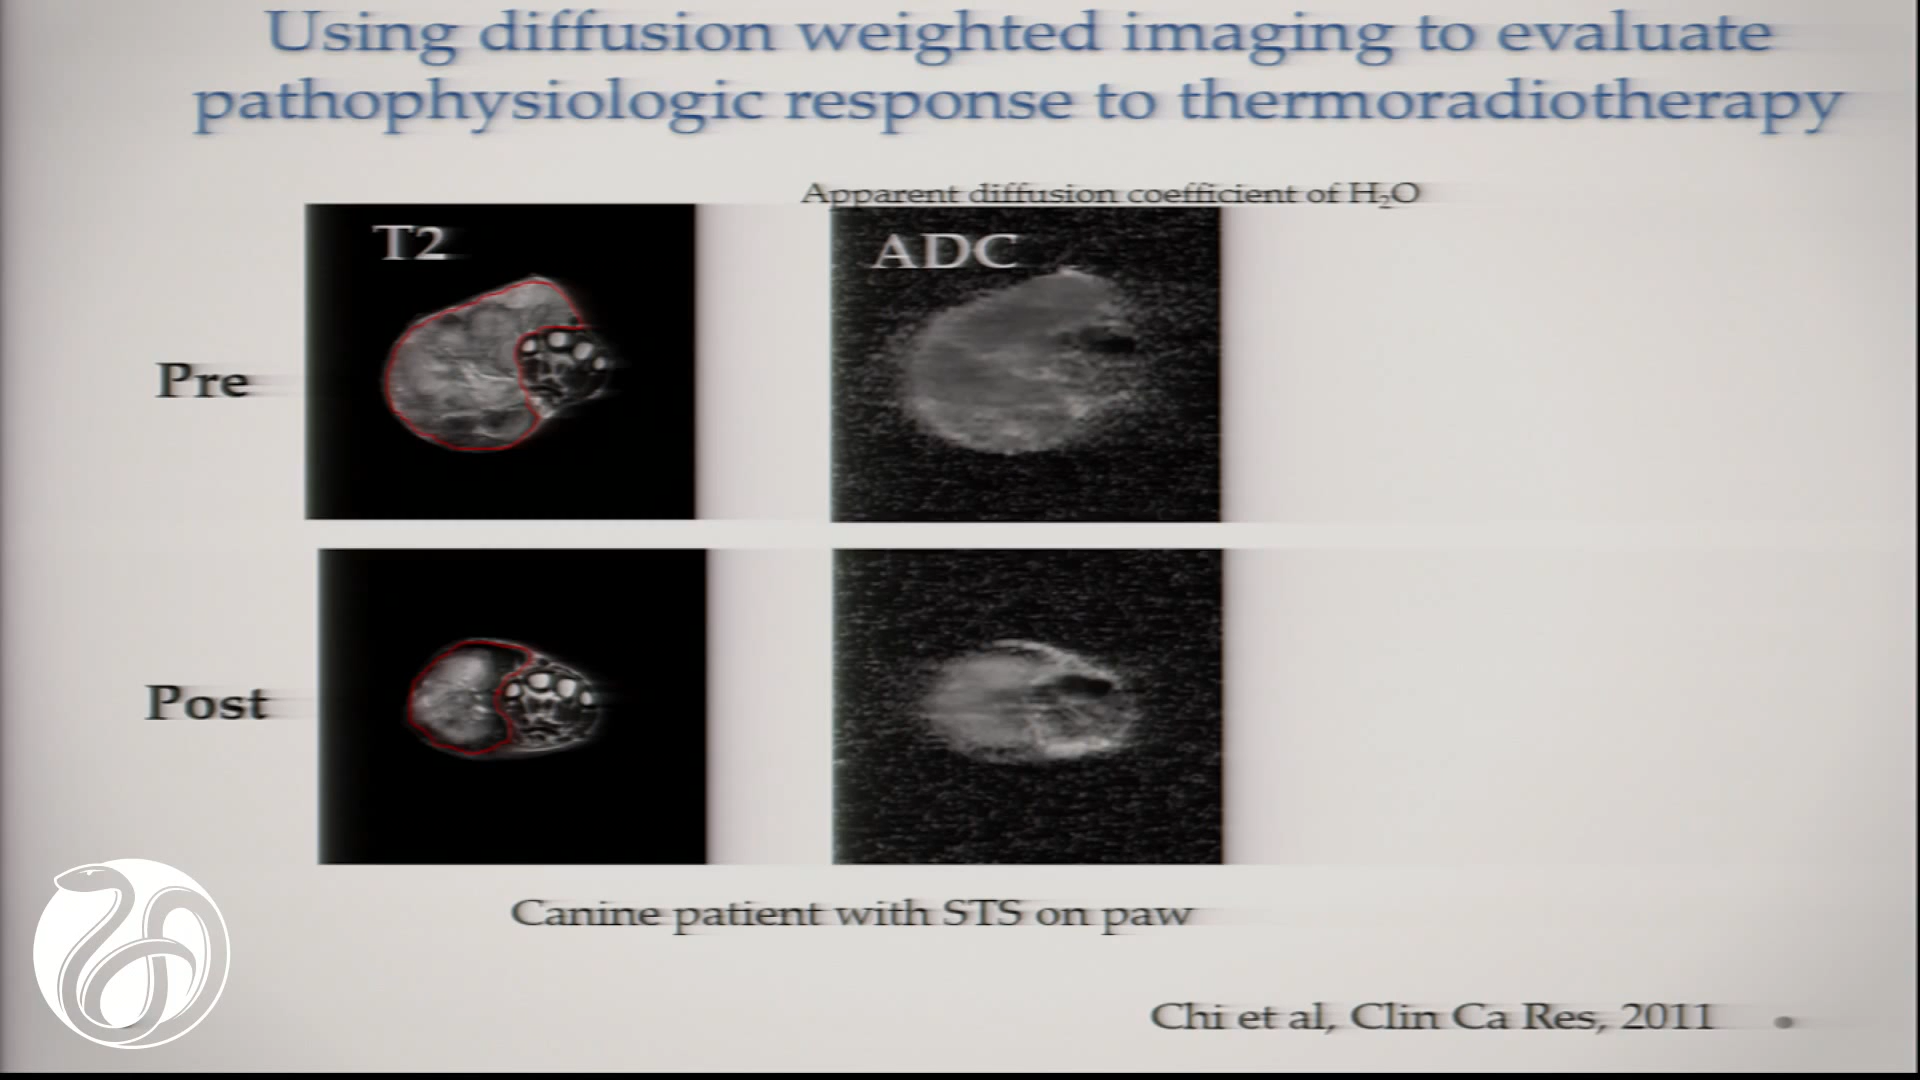 Using diffusion weighted imaging to evaluate
pathophysiologic response to thermoradiotherapy
Apparent diffusion coefficient of H₂O
T2
ADC
Pre
Post
Canine patient with STS on paw
Chi et al, Clin Ca Res, 2011